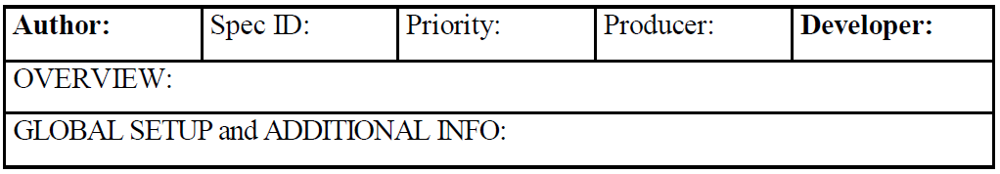 Author: Spec ID: Priority: Producer: Developer:
OVERVIEW:
GLOBAL SETUP and ADDITIONAL INFO: